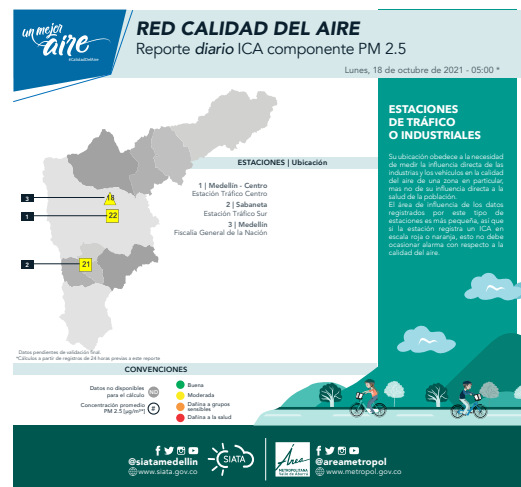 un mejor
aire
#CalidadDelAire
RED CALIDAD DEL AIRE
Reporte diario ICA componente PM 2.5
Lunes, 18 de octubre de 2021 - 05:00 *
ESTACIONES
DE TRÁFICO
O INDUSTRIALES
Su ubicación obedece a la necesidad
de medir la influencia directa de las
industrias y los vehículos en la calidad
del aire de una zona en particular,
mas no de su influencia directa a la
salud de la población.
El área de influencia de los datos
registrados por este tipo de
estaciones es más pequeña, así que
si la estación registra un ICA en
escala roja o naranja, esto no debe
ocasionar alarma con respecto a la
calidad del aire.
ESTACIONES | Ubicación
1 | Medellín - Centro
Estación Tráfico Centro
2 | Sabaneta
Estación Tráfico Sur
3 | Medellín
Fiscalía General de la Nación
3
18
1
22
2
21
Datos pendientes de validación final.
*Cálculos a partir de registros de 24 horas previas a este reporte
CONVENCIONES
Datos no disponibles
para el cálculo
Concentración promedio
PM 2.5 [µg/m³]
#
Buena
Moderada
Dañina a grupos
sensibles
Dañina a la salud
@siatamedellin
www.siata.gov.co
SIATA
Área
METROPOLITANA
Valle de Aburrá
@areametropol
www.metropol.gov.co